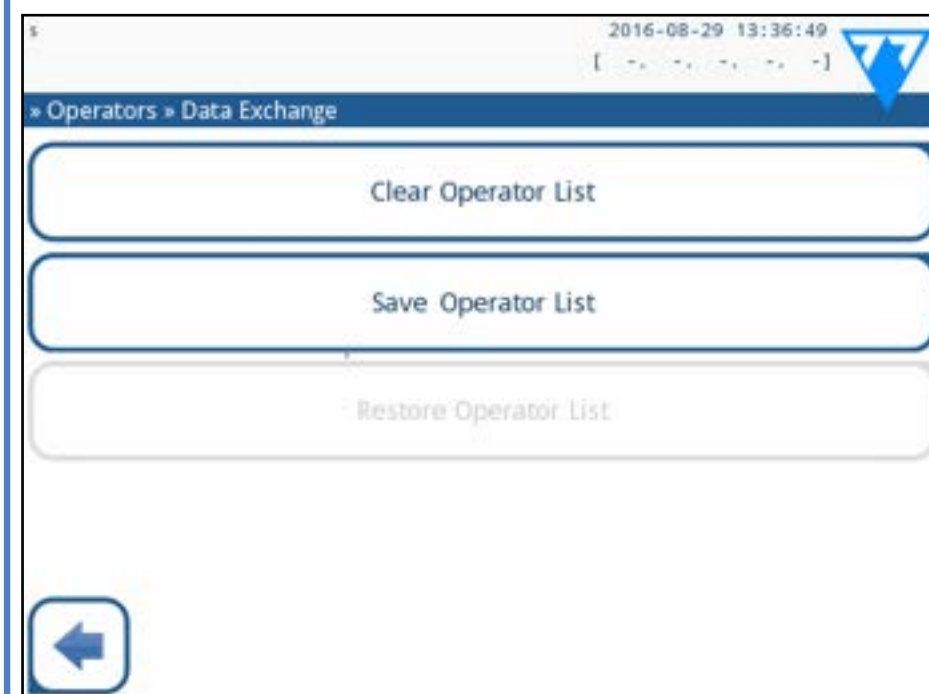 s
2016-08-29 13:36:49
[ -. -. -. -. -]
» Operators » Data Exchange
Clear Operator List
Save Operator List
Restore Operator List